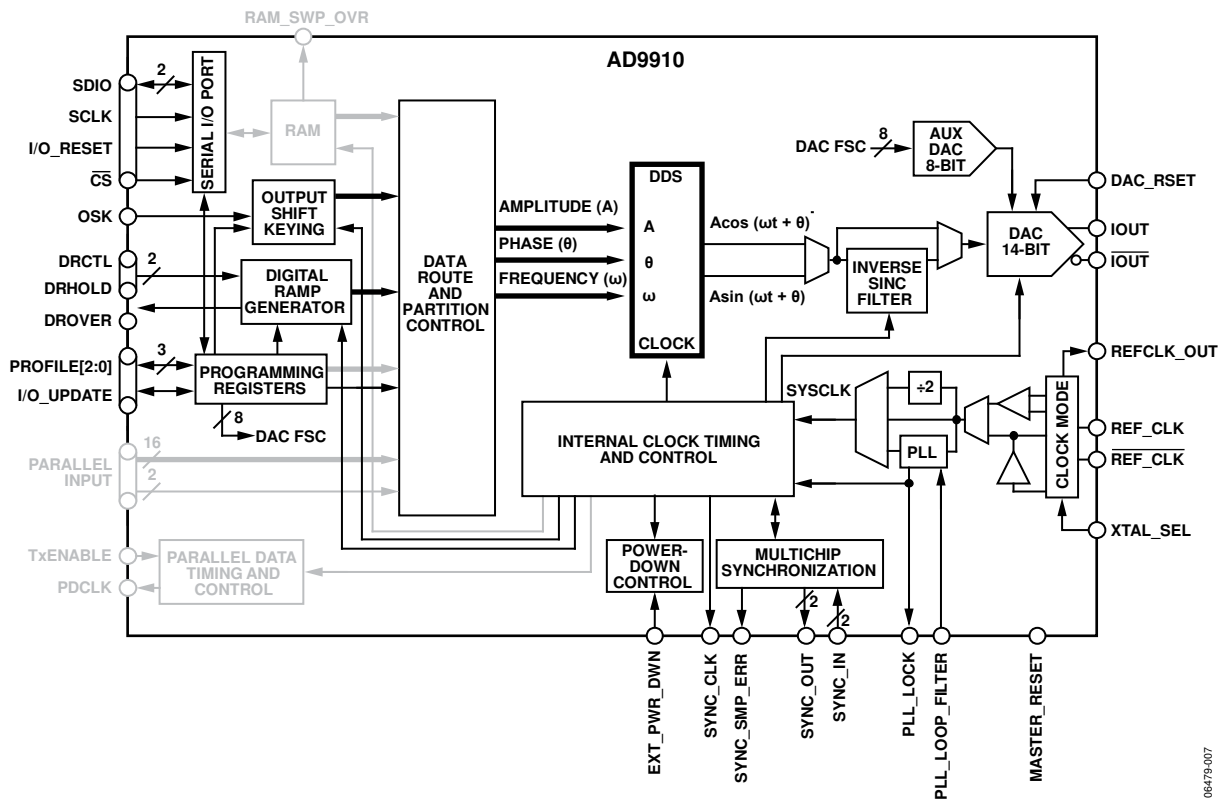 RAM_SWP_OVR
AD9910
SDIO
2
SCLK
I/O_RESET
CS
SERIAL I/O PORT
RAM
OSK
OUTPUT
SHIFT
KEYING
DRCTL
2
DRHOLD
DROVER
DIGITAL
RAMP
GENERATOR
PROFILE[2:0]
3
I/O_UPDATE
PROGRAMMING
REGISTERS
8
DAC FSC
PARALLEL
INPUT
16
2
TxENABLE
PDCLK
PARALLEL DATA
TIMING AND
CONTROL
DATA
ROUTE
AND
PARTITION
CONTROL
AMPLITUDE (A)
PHASE (θ)
FREQUENCY (ω)
DDS
A
θ
ω
CLOCK
Acos (ωt + θ)
Asin (ωt + θ)
INVERSE
SINC
FILTER
DAC FSC
8
AUX
DAC
8-BIT
DAC
14-BIT
DAC_RSET
IOUT
IOUT
REFCLK_OUT
REF_CLK
REF_CLK
XTAL_SEL
CLOCK MODE
SYSCLK
÷2
PLL
INTERNAL CLOCK TIMING
AND CONTROL
POWER-
DOWN
CONTROL
MULTICHIP
SYNCHRONIZATION
2
2
EXT_PWR_DWN
SYNC_CLK
SYNC_SMP_ERR
SYNC_OUT
SYNC_IN
PLL_LOCK
PLL_LOOP_FILTER
MASTER_RESET
06479-007